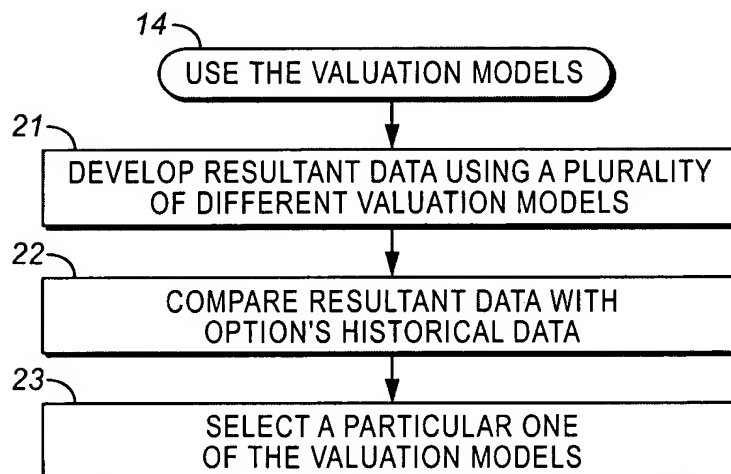 14
USE THE VALUATION MODELS
21
DEVELOP RESULTANT DATA USING A PLURALITY
OF DIFFERENT VALUATION MODELS
22
COMPARE RESULTANT DATA WITH
OPTION'S HISTORICAL DATA
23
SELECT A PARTICULAR ONE
OF THE VALUATION MODELS